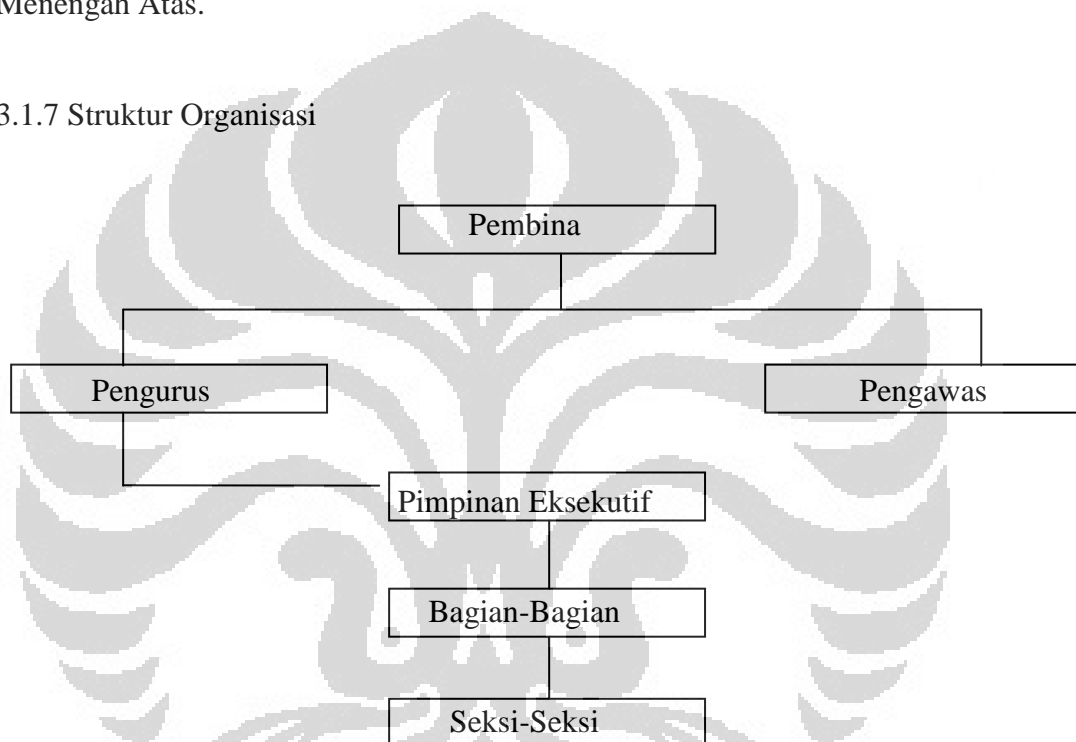 Menengah Atas.
3.1.7 Struktur Organisasi
Pembina
Pengurus
Pengawas
Pimpinan Eksekutif
Bagian-Bagian
Seksi-Seksi